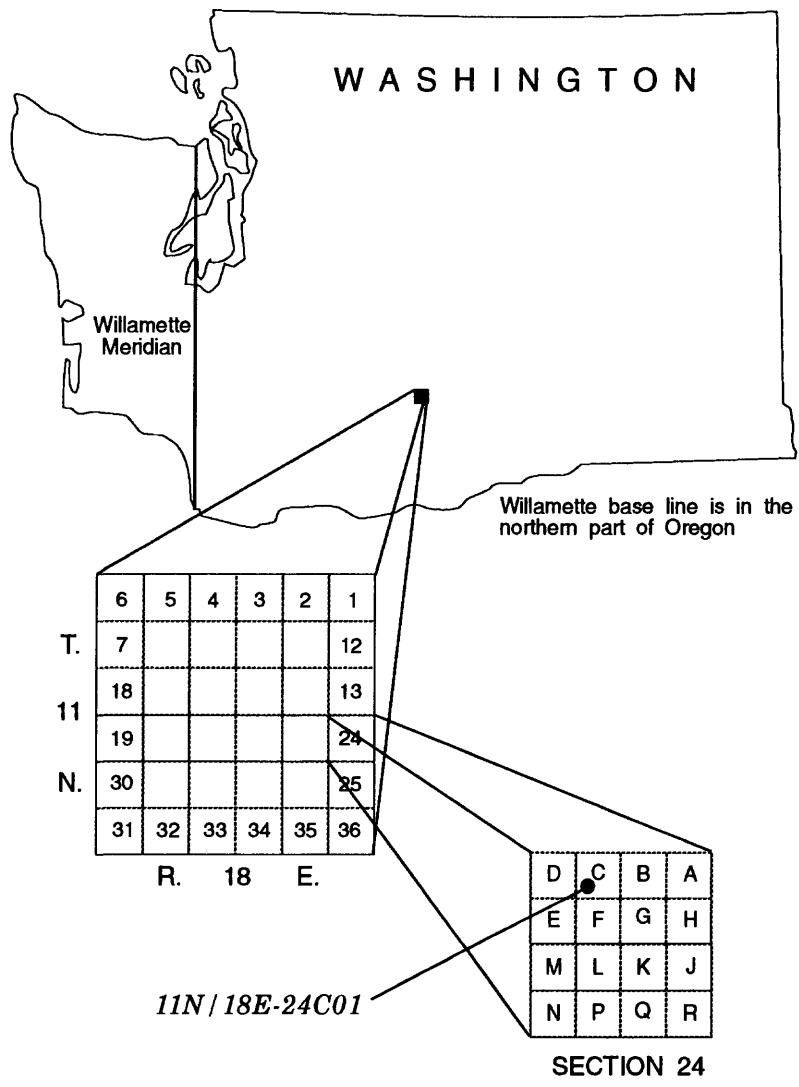 WASHINGTON
Willamette
Meridian
Willamette base line is in the
northern part of Oregon
6 5 4 3 2 1
T. 7 12
18 13
11
19 24
N. 30 25
31 32 33 34 35 36
R. 18 E.
D C B A
E F G H
M L K J
N P Q R
11N / 18E-24C01
SECTION 24